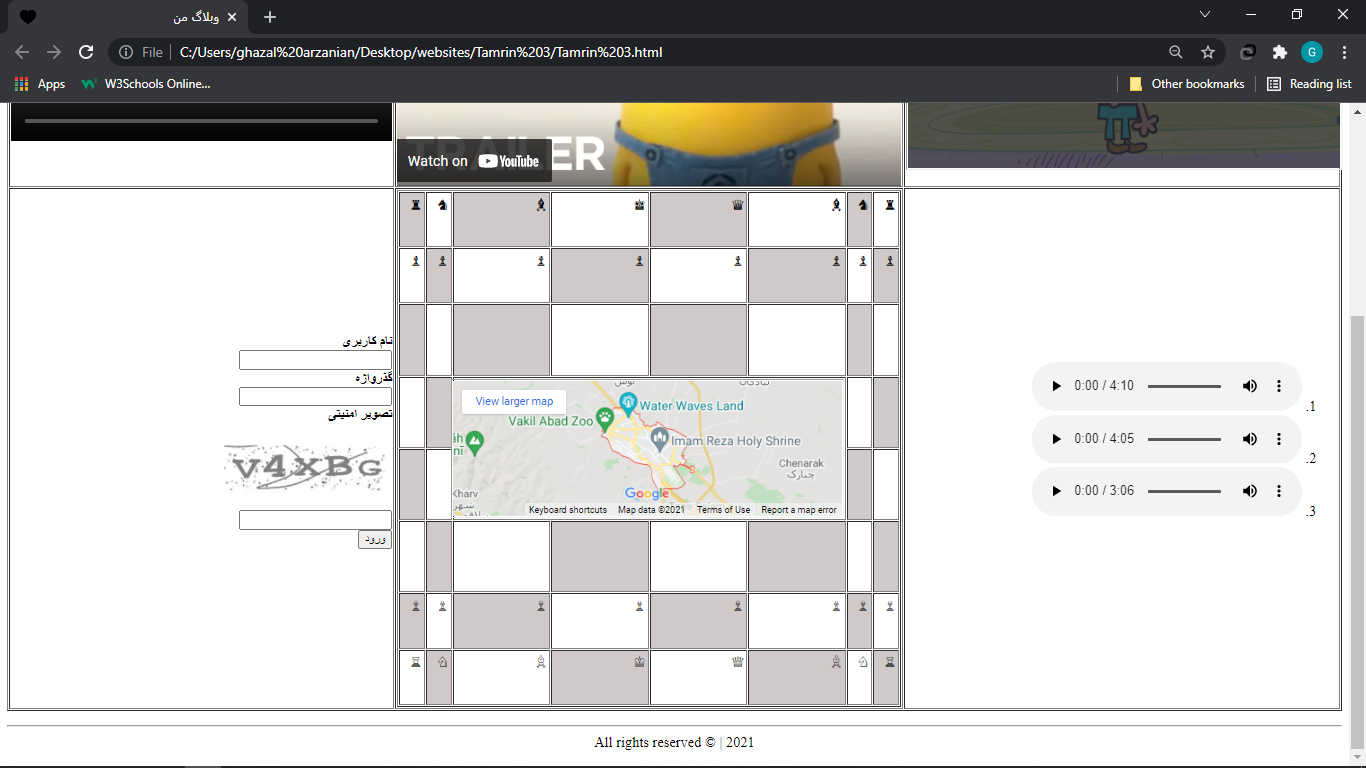 وبلاگ من
File
C:/Users/ghazal%20arzanian/Desktop/websites/Tamrin%203/Tamrin%203.html
G
Apps
W3Schools Online...
Other bookmarks
Reading list
TRAILER
Watch on YouTube
نام کاربری
گذرواژه
تصویر امنیتی
V4XBG
ورود
View larger map
Water Waves Land
Vakil Abad Zoo
Imam Reza Holy Shrine
Chenarak
چنارک
Kharv
Google
Keyboard shortcuts
Map data ©2021
Terms of Use
Report a map error
0:00 / 4:10
.1
0:00 / 4:05
.2
0:00 / 3:06
.3
All rights reserved © | 2021